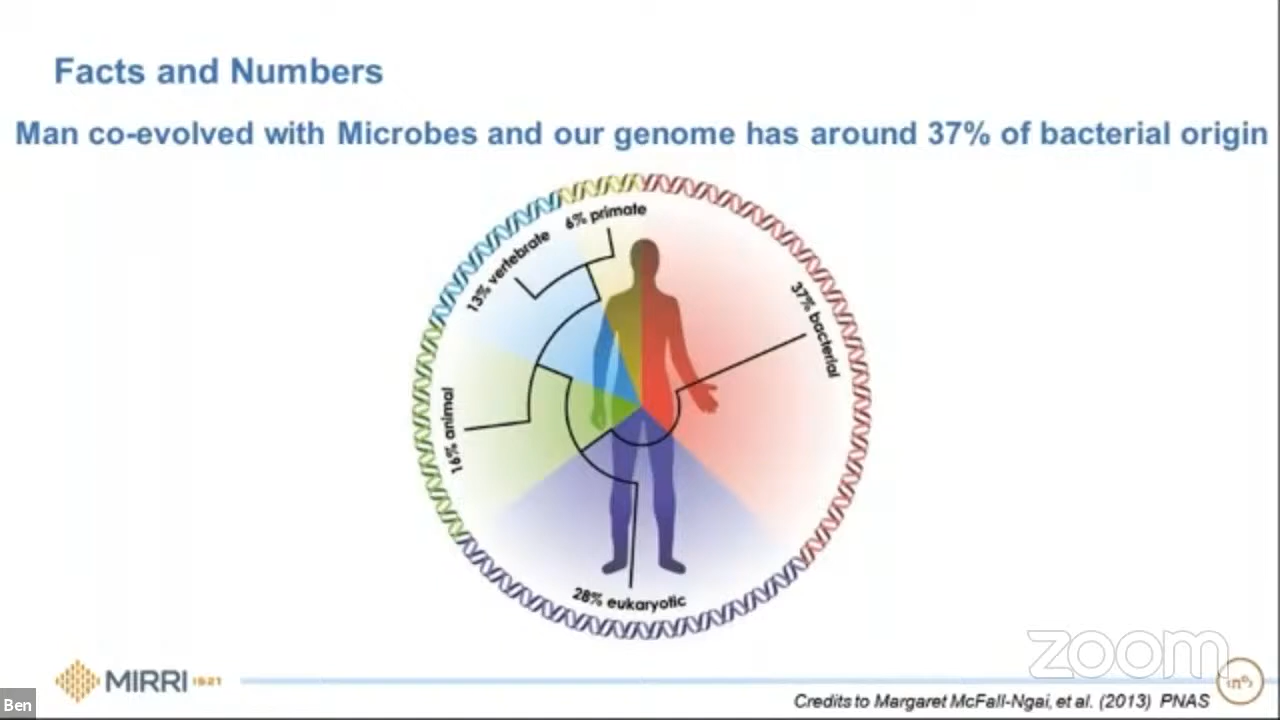 Facts and Numbers
Man co-evolved with Microbes and our genome has around 37% of bacterial origin
6% primate
13% vertebrate
37% bacterial
16% animal
28% eukaryotic
zoom
MIRRI IS21
Credits to Margaret McFall-Ngai, et al. (2013) PNAS
Ben